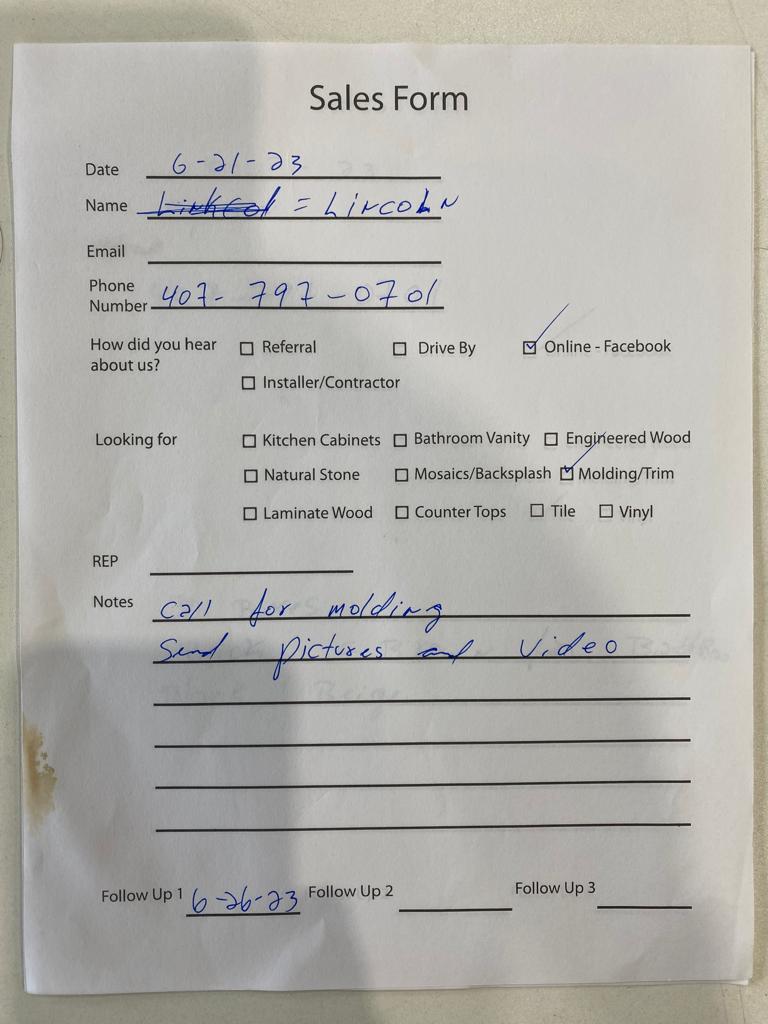 Sales Form
Date 6-21-23
Name = LINCOLN
Email
Phone
Number 407-797-0701
How did you hear about us? ☐ Referral ☐ Drive By ☑ Online - Facebook
☐ Installer/Contractor
Looking for ☐ Kitchen Cabinets ☐ Bathroom Vanity ☐ Engineered Wood
☐ Natural Stone ☐ Mosaics/Backsplash ☑ Molding/Trim
☐ Laminate Wood ☐ Counter Tops ☐ Tile ☐ Vinyl
REP
Notes Call for molding
Send pictures and Video
Follow Up 1 6-26-23 Follow Up 2 Follow Up 3